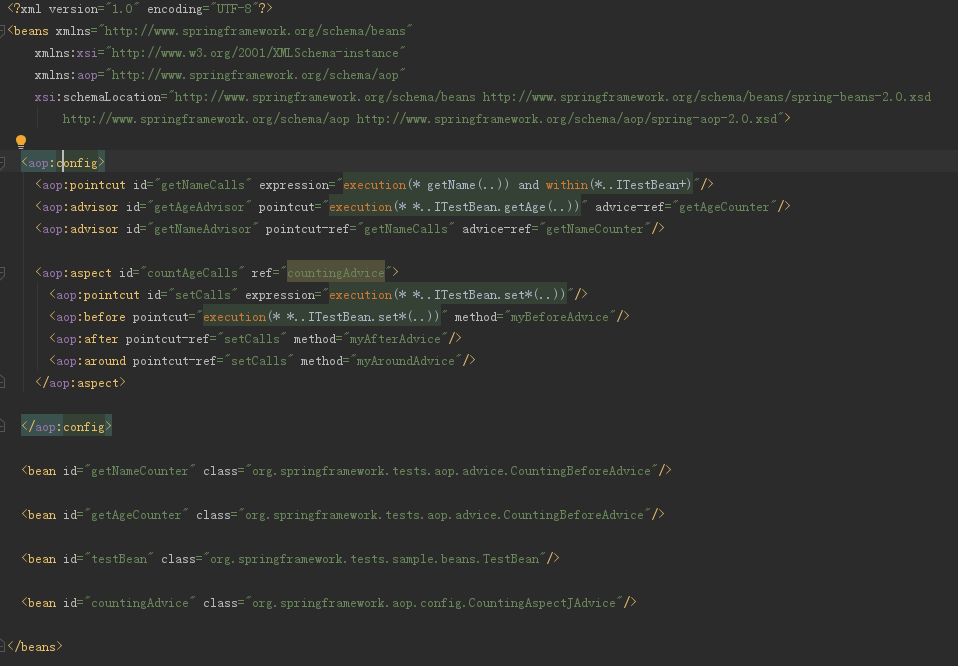 <?xml version="1.0" encoding="UTF-8"?>
<beans xmlns="http://www.springframework.org/schema/beans"
xmlns:xsi="http://www.w3.org/2001/XMLSchema-instance"
xmlns:aop="http://www.springframework.org/schema/aop"
xsi:schemaLocation="http://www.springframework.org/schema/beans http://www.springframework.org/schema/beans/spring-beans-2.0.xsd
http://www.springframework.org/schema/aop http://www.springframework.org/schema/aop/spring-aop-2.0.xsd">
<aop:config>
<aop:pointcut id="getNameCalls" expression="execution(* getName(..)) and within(*..ITestBean+)"/>
<aop:advisor id="getAgeAdvisor" pointcut="execution(* *..ITestBean.getAge(..))" advice-ref="getAgeCounter"/>
<aop:advisor id="getNameAdvisor" pointcut-ref="getNameCalls" advice-ref="getNameCounter"/>
<aop:aspect id="countAgeCalls" ref="countingAdvice">
<aop:pointcut id="setCalls" expression="execution(* *..ITestBean.set*(..))"/>
<aop:before pointcut="execution(* *..ITestBean.set*(..))" method="myBeforeAdvice"/>
<aop:after pointcut-ref="setCalls" method="myAfterAdvice"/>
<aop:around pointcut-ref="setCalls" method="myAroundAdvice"/>
</aop:aspect>
</aop:config>
<bean id="getNameCounter" class="org.springframework.tests.aop.advice.CountingBeforeAdvice"/>
<bean id="getAgeCounter" class="org.springframework.tests.aop.advice.CountingBeforeAdvice"/>
<bean id="testBean" class="org.springframework.tests.sample.beans.TestBean"/>
<bean id="countingAdvice" class="org.springframework.aop.config.CountingAspectJAdvice"/>
</beans>